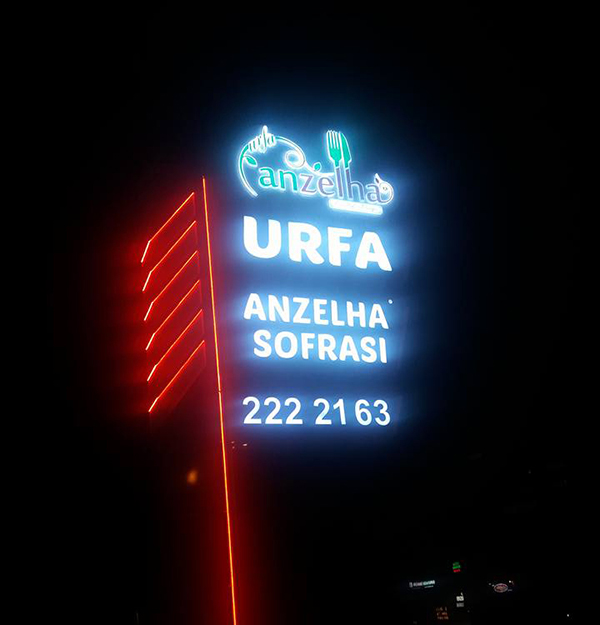 urfa
anzelha
URFA
ANZELHA
SOFRASI
222 21 63